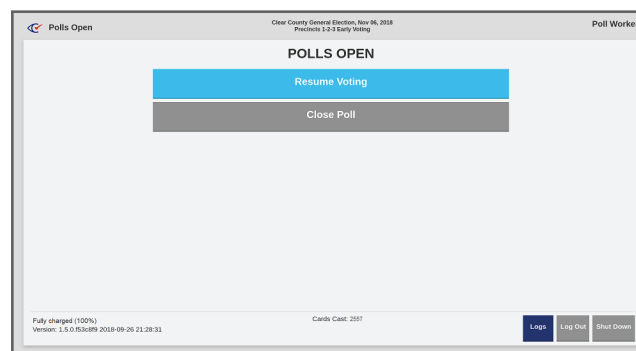 Polls Open
Clear County General Election, Nov 06, 2018
Precincts 1-2-3 Early Voting
Poll Worke
POLLS OPEN
Resume Voting
Close Poll
Fully charged (100%)
Version: 1.5.0.f53c8f9 2018-09-26 21:28:31
Cards Cast: 2557
Logs
Log Out
Shut Down